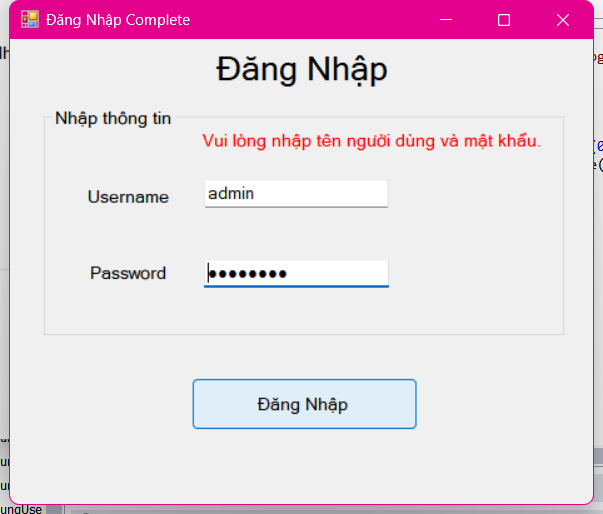 Đăng Nhập Complete
Đăng Nhập
Nhập thông tin
Vui lòng nhập tên người dùng và mật khẩu.
Username
admin
Password
••••••••
Đăng Nhập